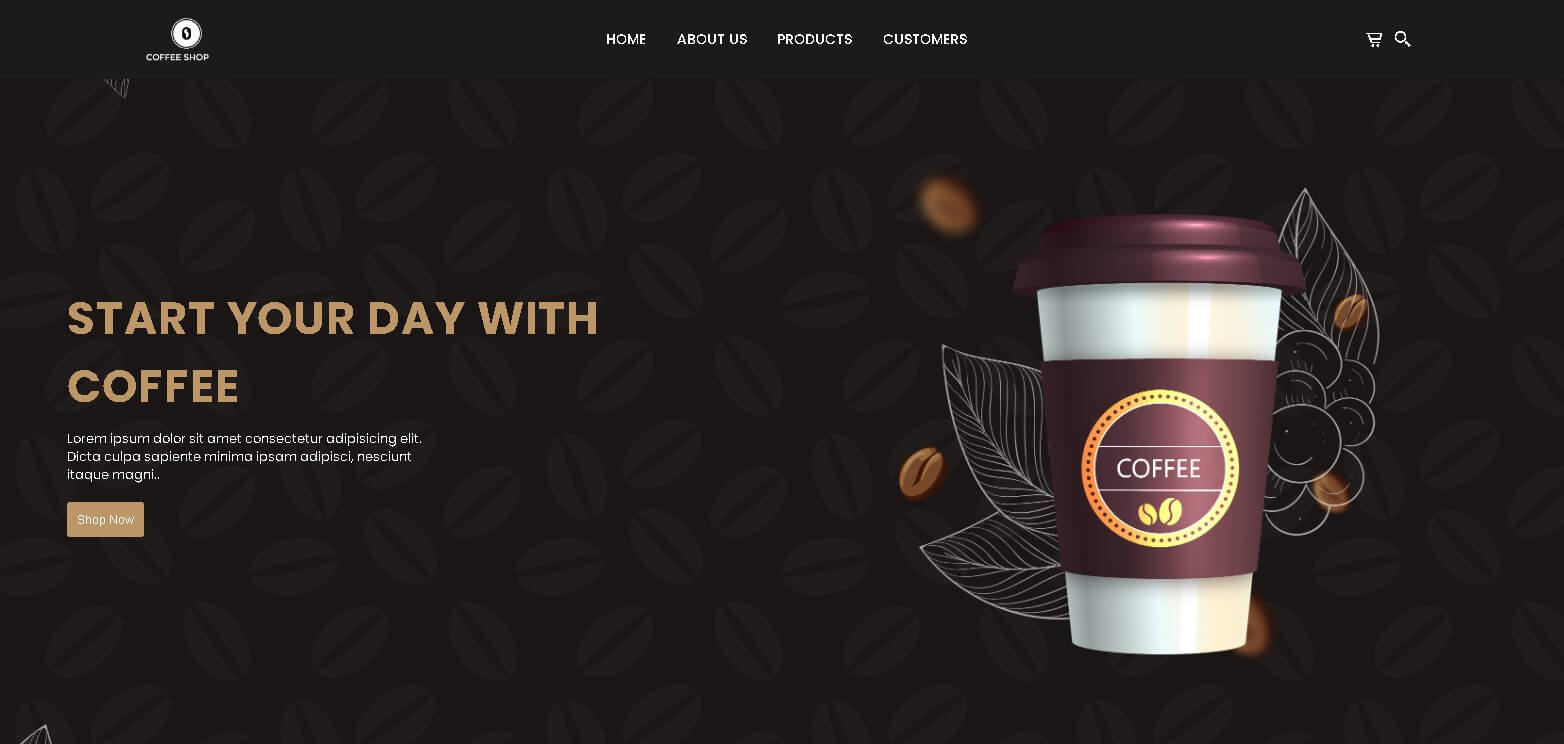 COFFEE SHOP
HOME ABOUT US PRODUCTS CUSTOMERS
START YOUR DAY WITH
COFFEE
Lorem ipsum dolor sit amet consectetur adipisicing elit.
Dicta culpa sapiente minima ipsam adipisci, nesciunt
itaque magni..
Shop Now
COFFEE